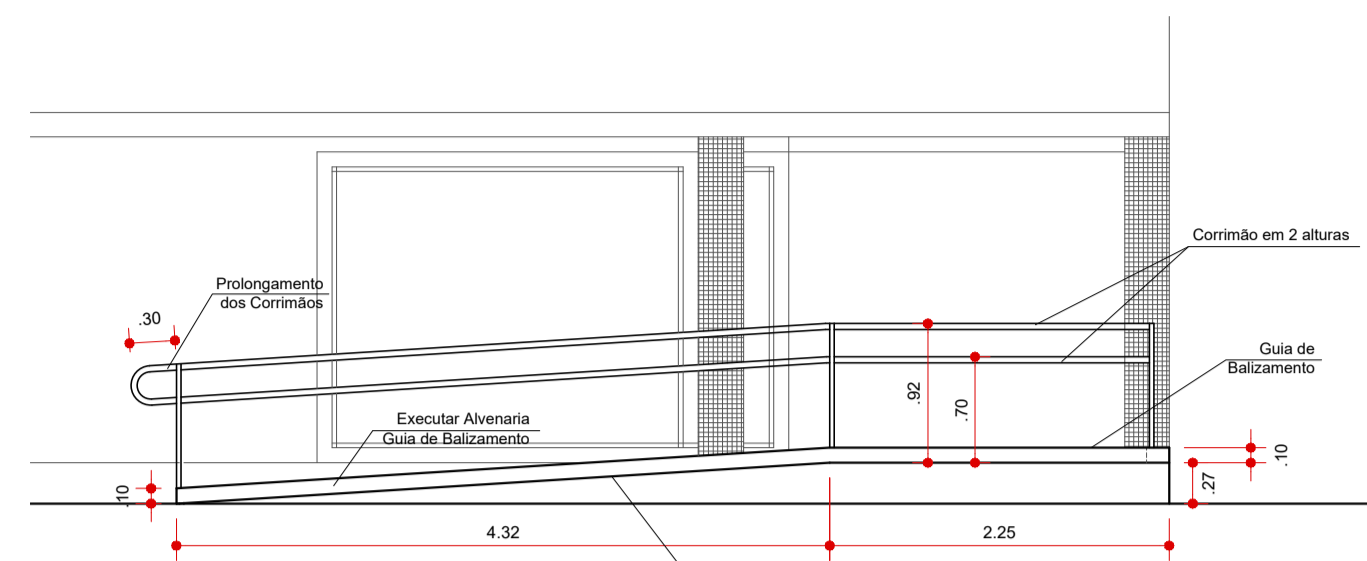 Corrimão em 2 alturas
Prolongamento
dos Corrimãos
.30
Guia de
Balizamento
.92
.70
Executar Alvenaria
Guia de Balizamento
.10
.27
.10
4.32
2.25